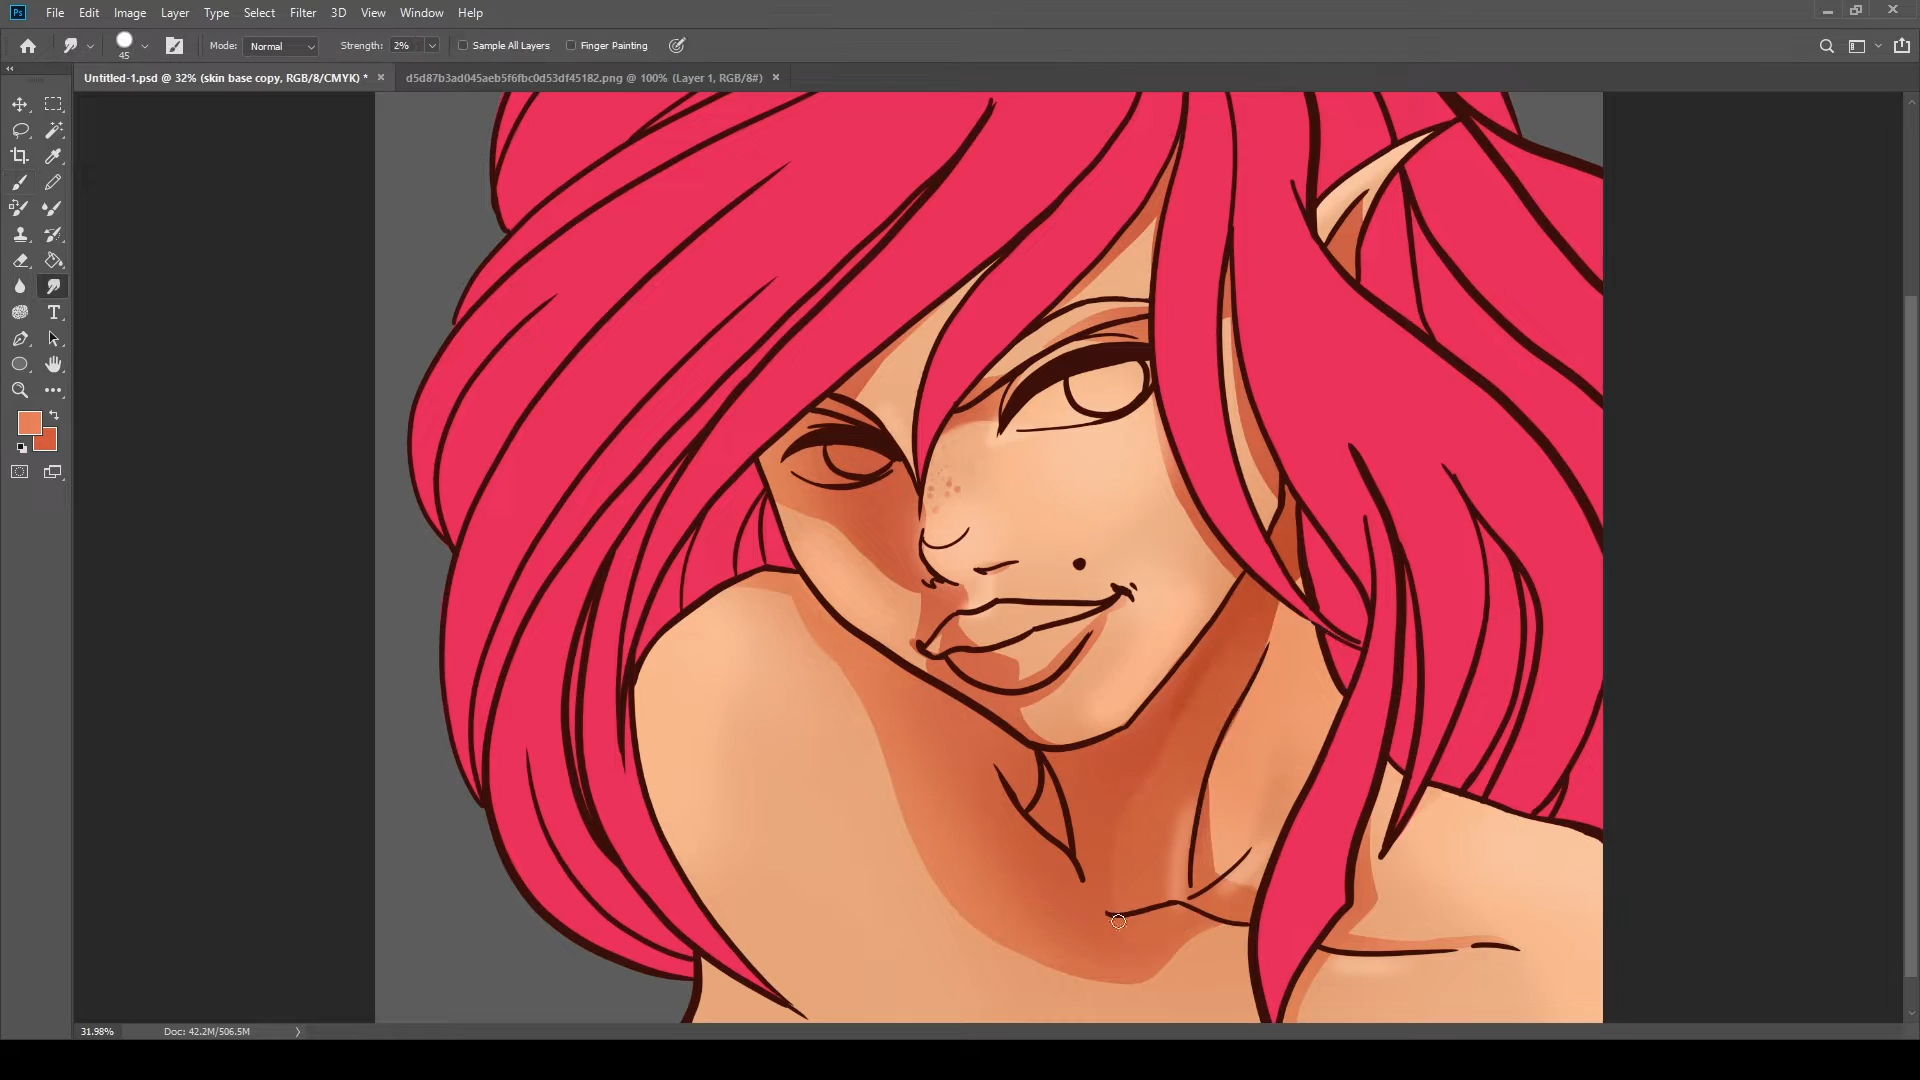 Ps File Edit Image Layer Type Select Filter 3D View Window Help
45 Mode: Normal Strength: 2% Sample All Layers Finger Painting
Untitled-1.psd @ 32% (skin base copy, RGB/8/CMYK) * × d5d87b3ad045aeb5f6fbc0d53df45182.png @ 100% (Layer 1, RGB/8#) ×
T
31.98% Doc: 42.2M/506.5M